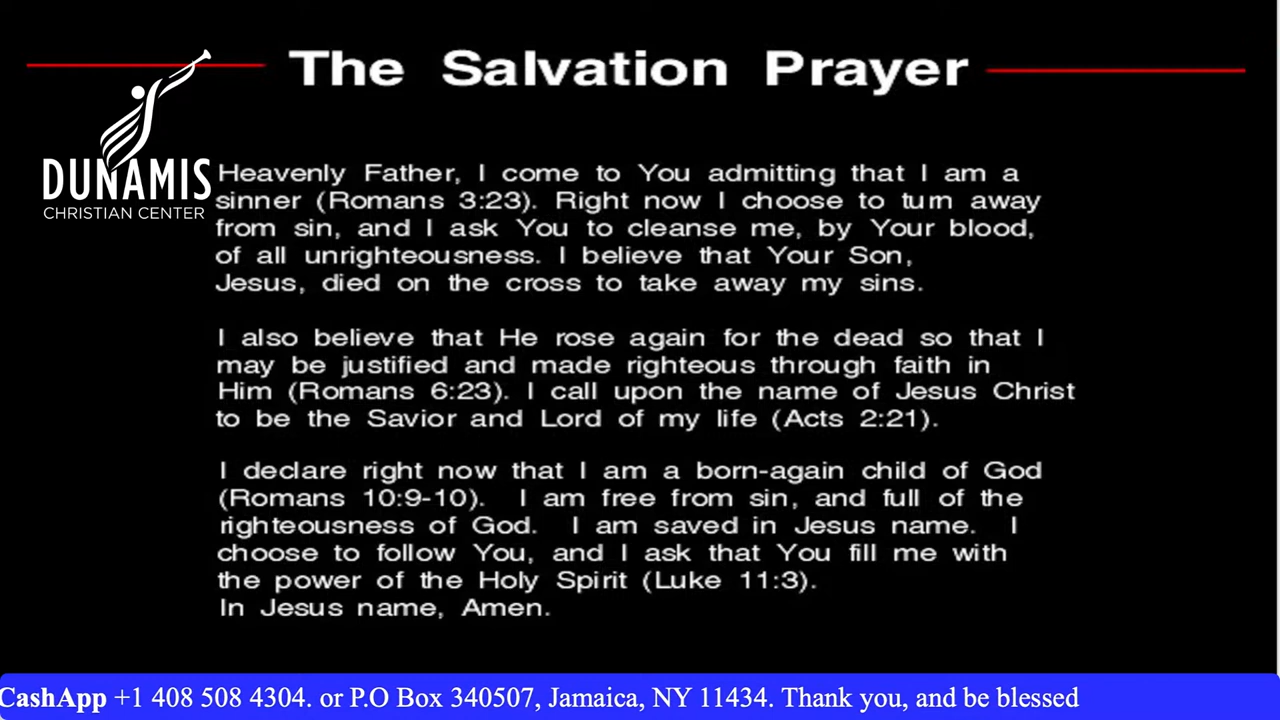 The Salvation Prayer
DUNAMIS
CHRISTIAN CENTER
Heavenly Father, I come to You admitting that I am a
sinner (Romans 3:23). Right now I choose to turn away
from sin, and I ask You to cleanse me, by Your blood,
of all unrighteousness. I believe that Your Son,
Jesus, died on the cross to take away my sins.
I also believe that He rose again for the dead so that I
may be justified and made righteous through faith in
Him (Romans 6:23). I call upon the name of Jesus Christ
to be the Savior and Lord of my life (Acts 2:21).
I declare right now that I am a born-again child of God
(Romans 10:9-10). I am free from sin, and full of the
righteousness of God. I am saved in Jesus name. I
choose to follow You, and I ask that You fill me with
the power of the Holy Spirit (Luke 11:3).
In Jesus name, Amen.
CashApp +1 408 508 4304. or P.O Box 340507, Jamaica, NY 11434. Thank you, and be blessed